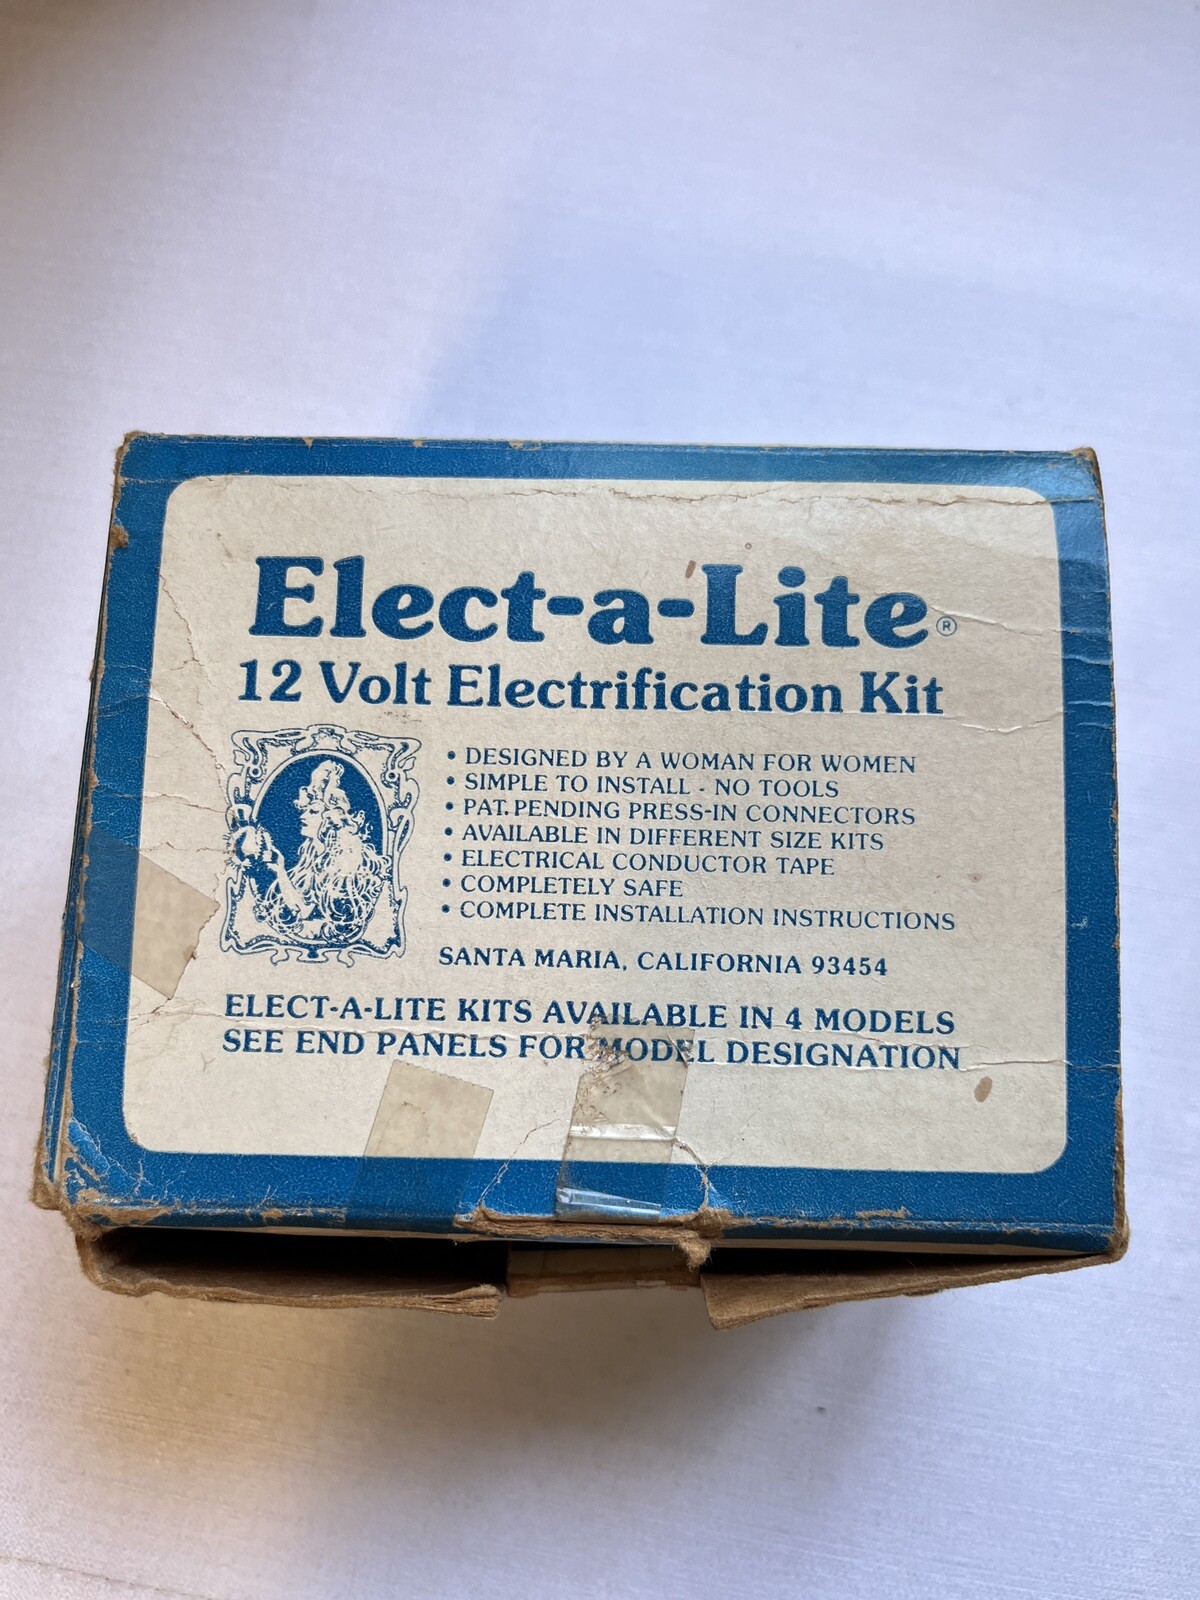 Elect-a-Lite®
12 Volt Electrification Kit
• DESIGNED BY A WOMAN FOR WOMEN
• SIMPLE TO INSTALL - NO TOOLS
• PAT. PENDING PRESS-IN CONNECTORS
• AVAILABLE IN DIFFERENT SIZE KITS
• ELECTRICAL CONDUCTOR TAPE
• COMPLETELY SAFE
• COMPLETE INSTALLATION INSTRUCTIONS
SANTA MARIA, CALIFORNIA 93454
ELECT-A-LITE KITS AVAILABLE IN 4 MODELS
SEE END PANELS FOR MODEL DESIGNATION